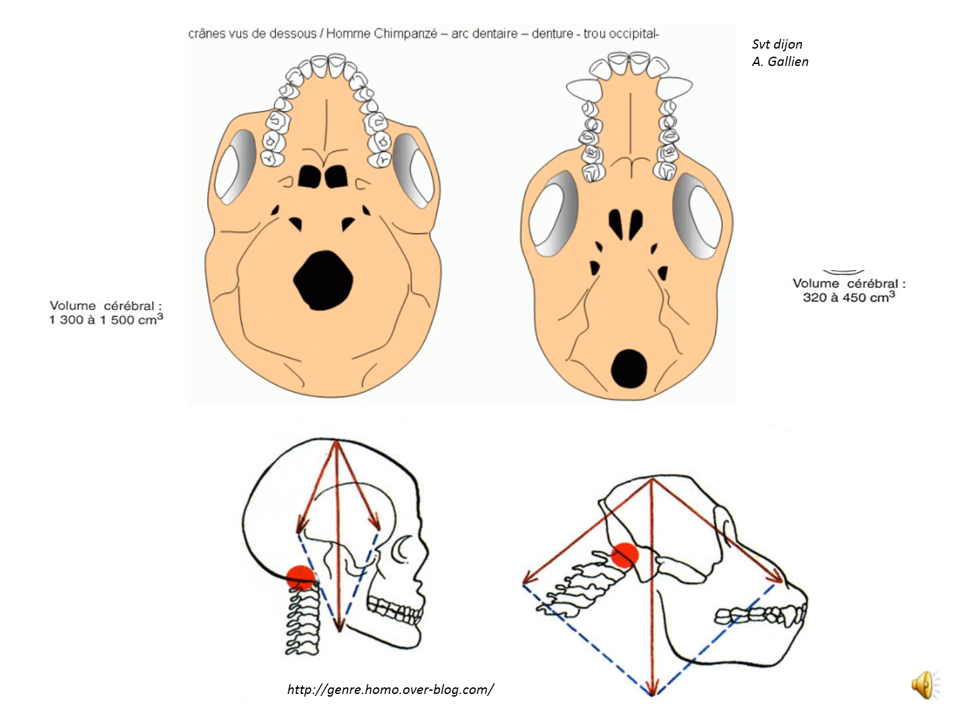 crânes vus de dessous / Homme Chimpanzé – arc dentaire – denture - trou occipital-
Svt dijon
A. Gallien
Volume cérébral :
1 300 à 1 500 cm³
Volume cérébral :
320 à 450 cm³
http://genre.homo.over-blog.com/